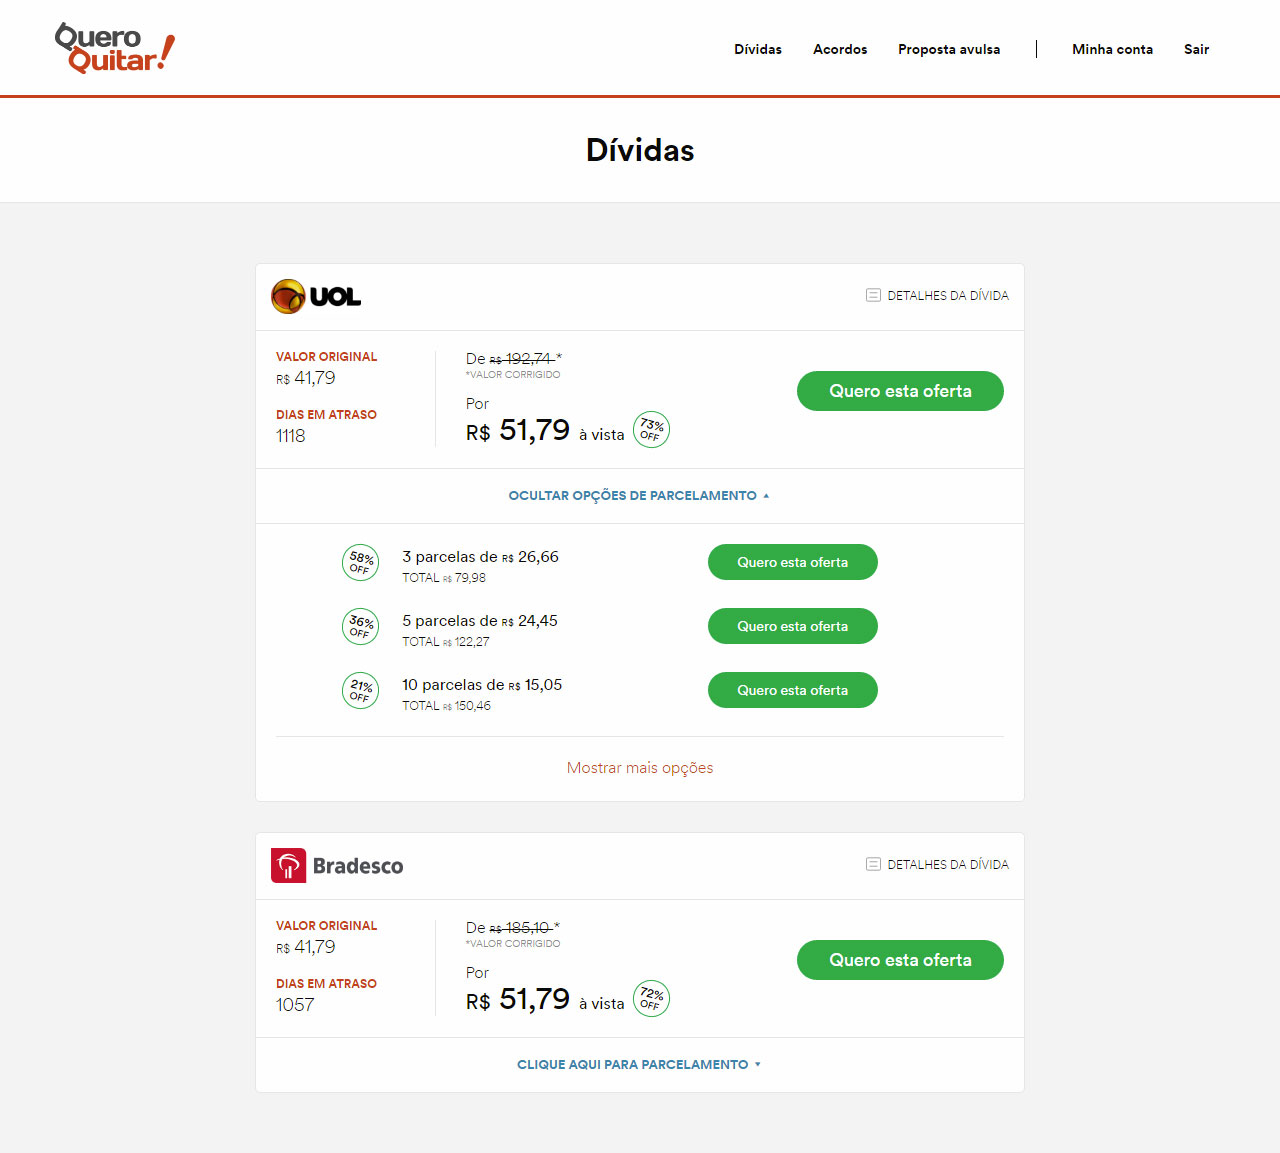 Quero
Quitar!
Dívidas Acordos Proposta avulsa Minha conta Sair
Dívidas
UOL
DETALHES DA DÍVIDA
VALOR ORIGINAL
R$ 41,79
DIAS EM ATRASO
1118
De R$ 192,74 *
*VALOR CORRIGIDO
Por
R$ 51,79 à vista
73%
OFF
Quero esta oferta
OCULTAR OPÇÕES DE PARCELAMENTO
58%
OFF
3 parcelas de R$ 26,66
TOTAL R$ 79,98
Quero esta oferta
36%
OFF
5 parcelas de R$ 24,45
TOTAL R$ 122,27
Quero esta oferta
21%
OFF
10 parcelas de R$ 15,05
TOTAL R$ 150,46
Quero esta oferta
Mostrar mais opções
Bradesco
DETALHES DA DÍVIDA
VALOR ORIGINAL
R$ 41,79
DIAS EM ATRASO
1057
De R$ 185,10 *
*VALOR CORRIGIDO
Por
R$ 51,79 à vista
72%
OFF
Quero esta oferta
CLIQUE AQUI PARA PARCELAMENTO